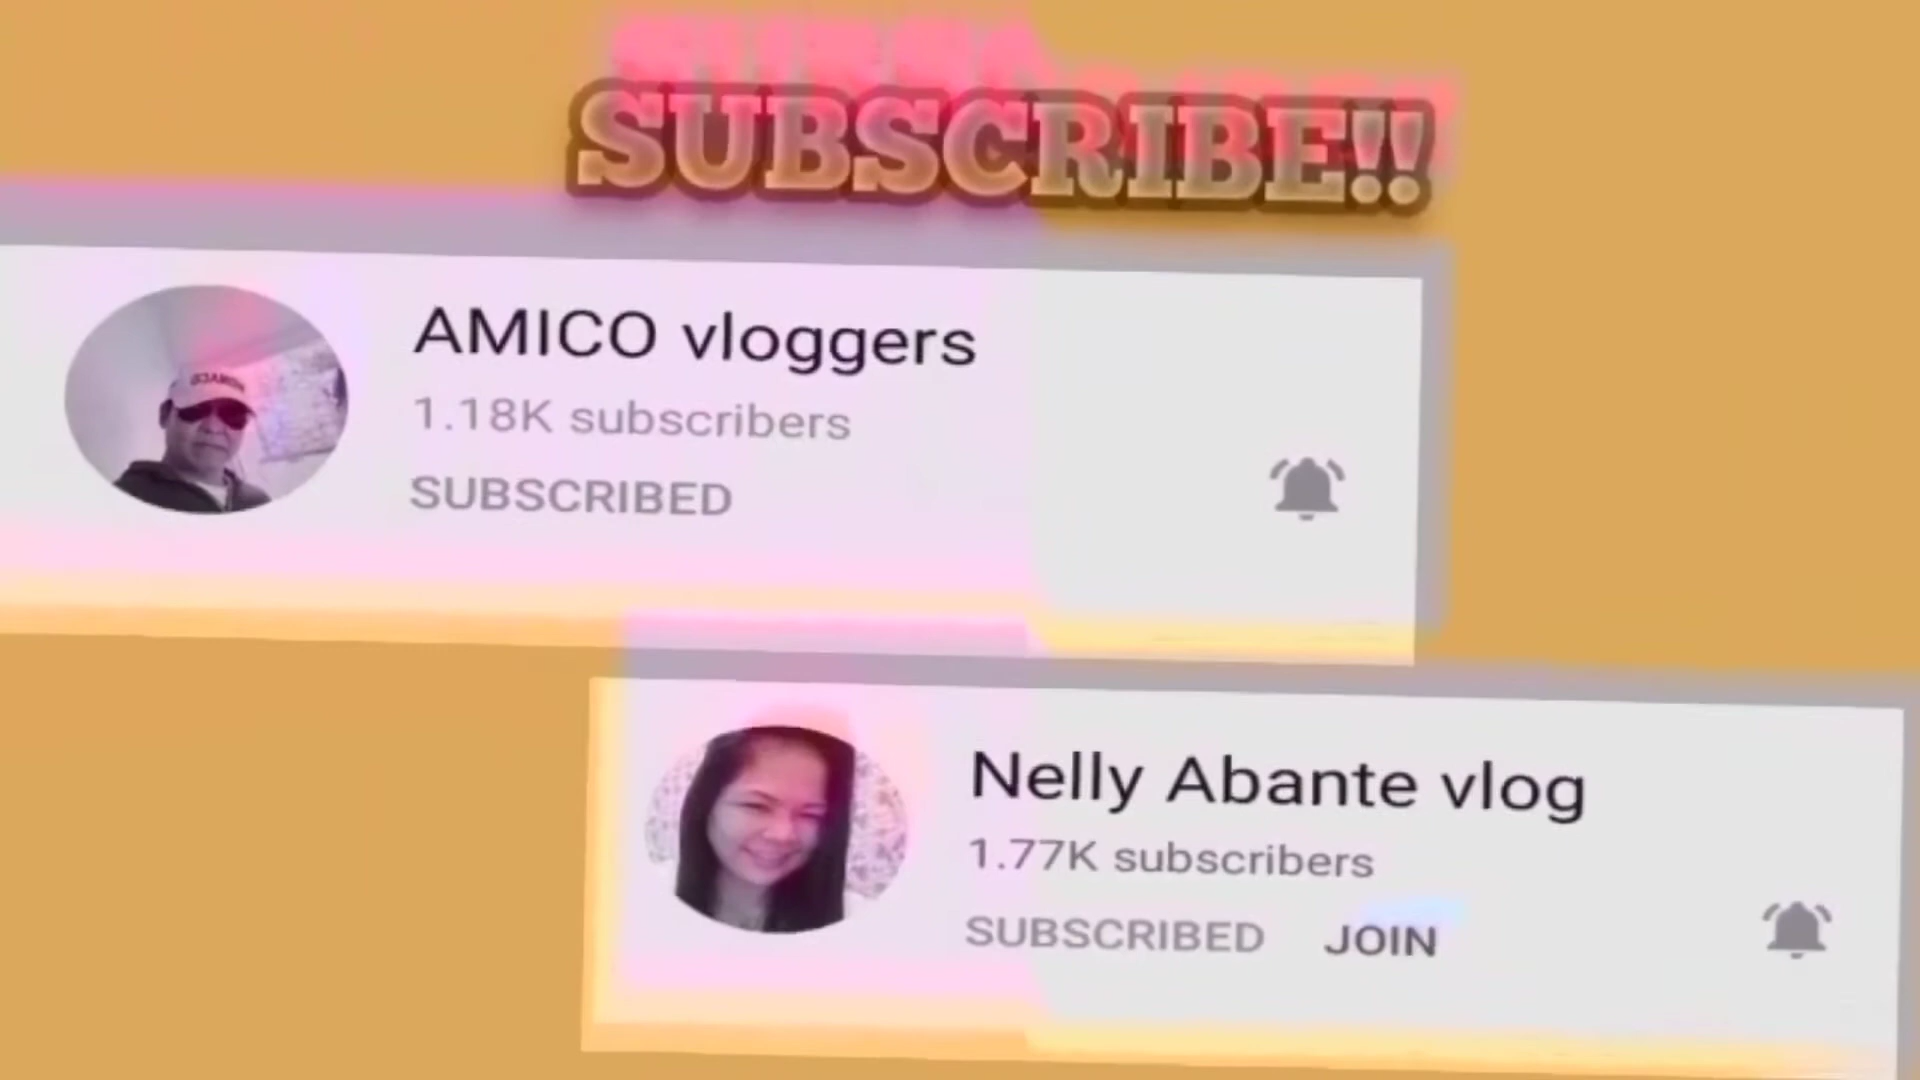 SUBSCRIBE!!
AMICO vloggers
1.18K subscribers
SUBSCRIBED
Nelly Abante vlog
1.77K subscribers
SUBSCRIBED JOIN